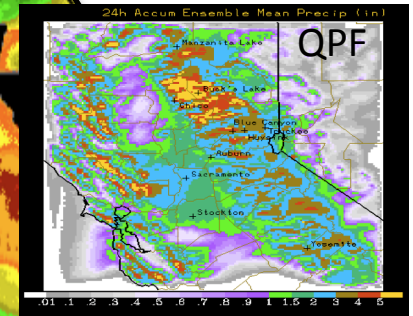 24h Accum Ensemble Mean Precip (in)
QPF
Manzanita Lake
Buck's Lake
Chico
Blue Canyon
Truckee
Huysink
Auburn
Sacramento
Stockton
Yosemite
.01 .1 .2 .3 .4 .5 .6 .7 .8 .9 1 1.5 2 3 4 5